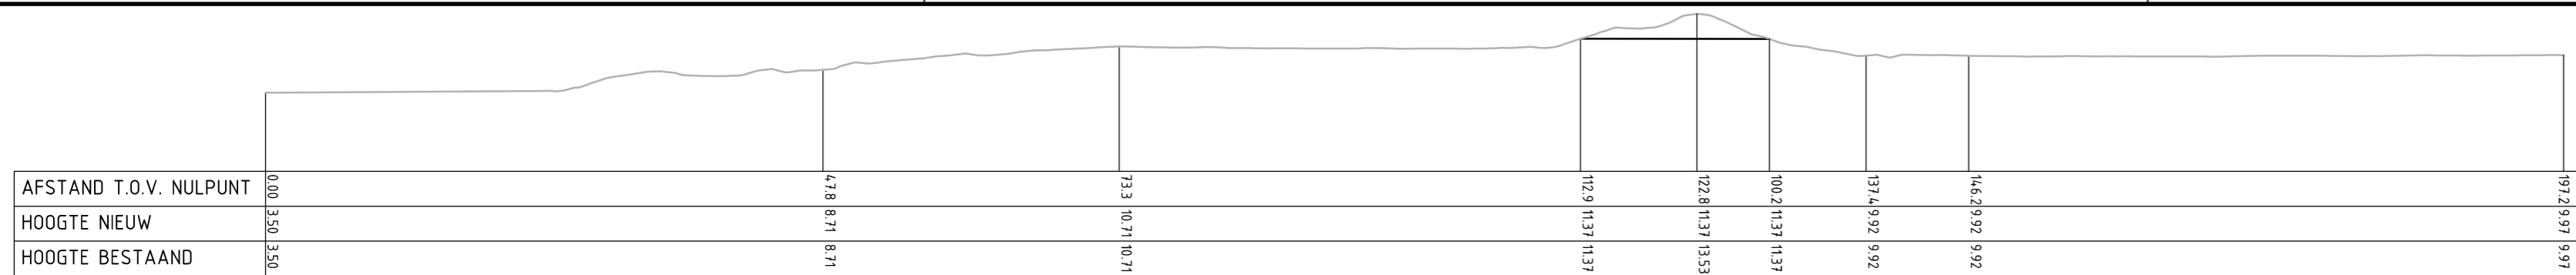 AFSTAND T.O.V. NULPUNT 0.00 47.8 73.3 112.9 122.8 100.2 137.4 146.2 197.2
HOOGTE NIEUW 3.50 8.71 10.71 11.37 11.37 11.37 9.92 9.92 9.97
HOOGTE BESTAAND 3.50 8.71 10.71 11.37 13.53 11.37 9.92 9.92 9.97